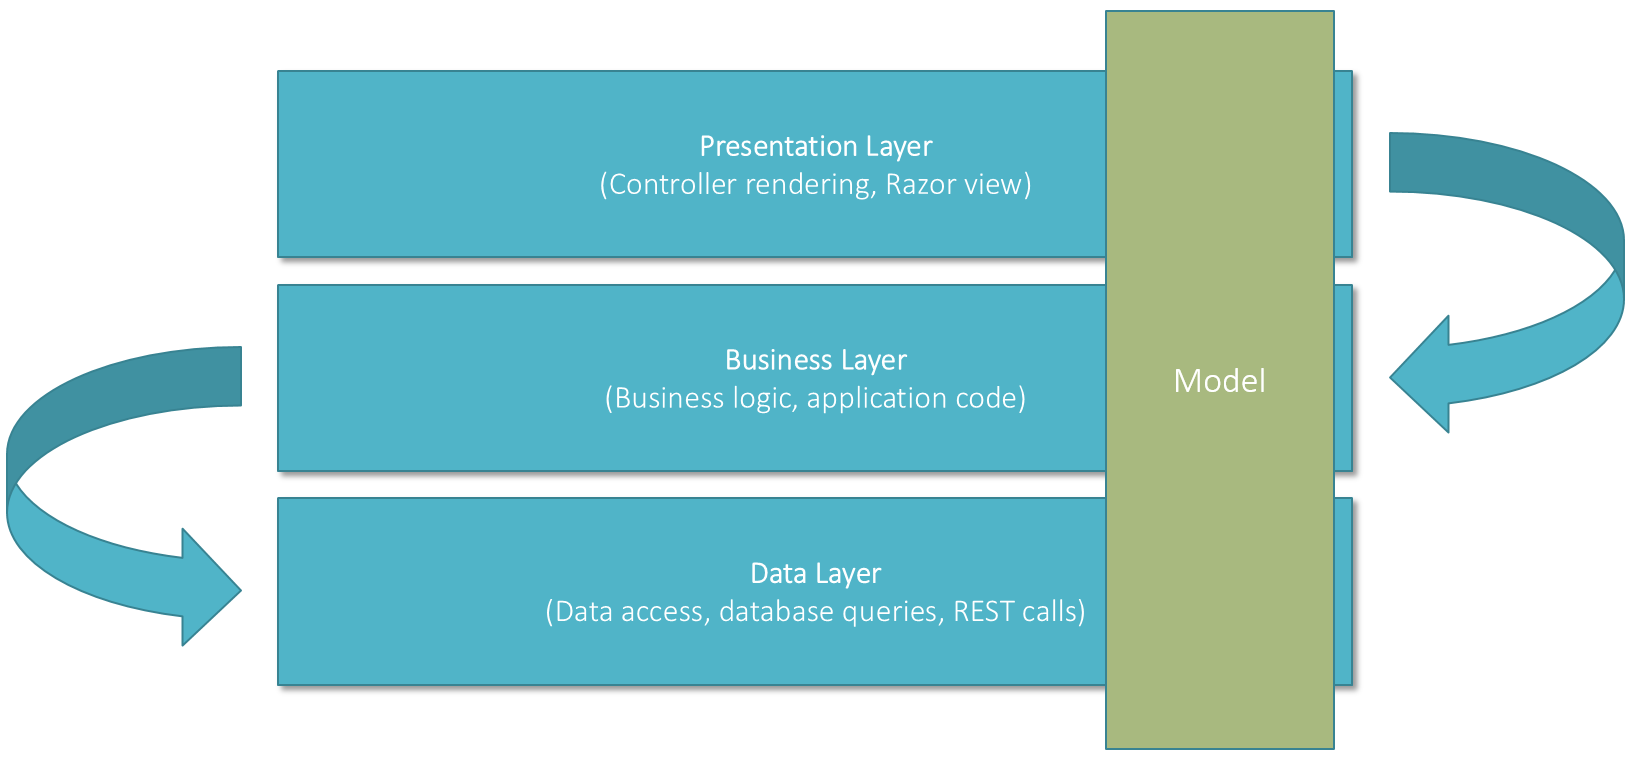 Presentation Layer
(Controller rendering, Razor view)
Business Layer
(Business logic, application code)
Model
Data Layer
(Data access, database queries, REST calls)